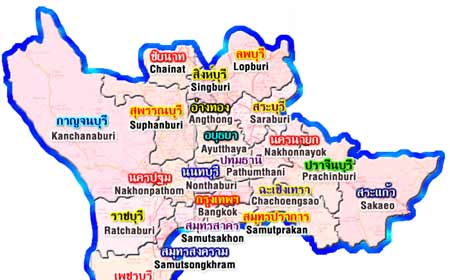 ชัยนาท
Chainat
สิงห์บุรี
Singburi
ลพบุรี
Lopburi
กาญจนบุรี
Kanchanaburi
สุพรรณบุรี
Suphanburi
อ่างทอง
Angthong
สระบุรี
Saraburi
อยุธยา
Ayutthaya
นครนายก
Nakhonnayok
ปทุมธานี
Pathumthani
ปราจีนบุรี
Prachinburi
นครปฐม
Nakhonpathom
นนทบุรี
Nonthaburi
ฉะเชิงเทรา
Chachoengsao
สระแก้ว
Sakaeo
กรุงเทพฯ
Bangkok
ราชบุรี
Ratchaburi
สมุทรสาคร
Samutsakhon
สมุทรปราการ
Samutprakan
สมุทรสงคราม
Samutsongkhram
เพชรบุรี